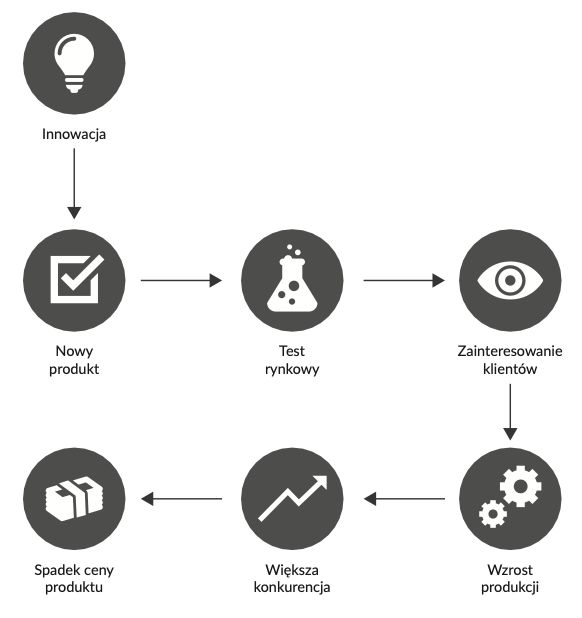 Innowacja
Nowy
produkt
Test
rynkowy
Zainteresowanie
klientów
Wzrost
produkcji
Większa
konkurencja
Spadek ceny
produktu